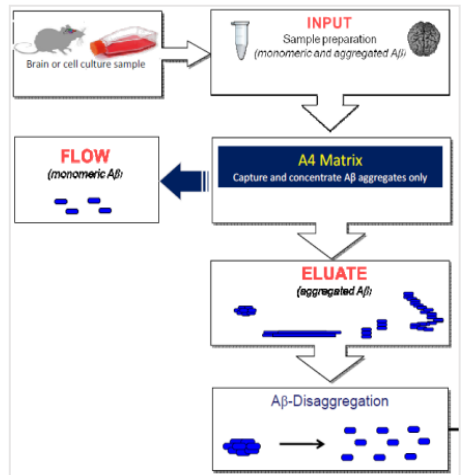 INPUT
Sample preparation
(monomeric and aggregated Aβ)
Brain or cell culture sample
FLOW
(monomeric Aβ)
A4 Matrix
Capture and concentrate Aβ aggregates only
ELUATE
(aggregated Aβ)
Aβ-Disaggregation